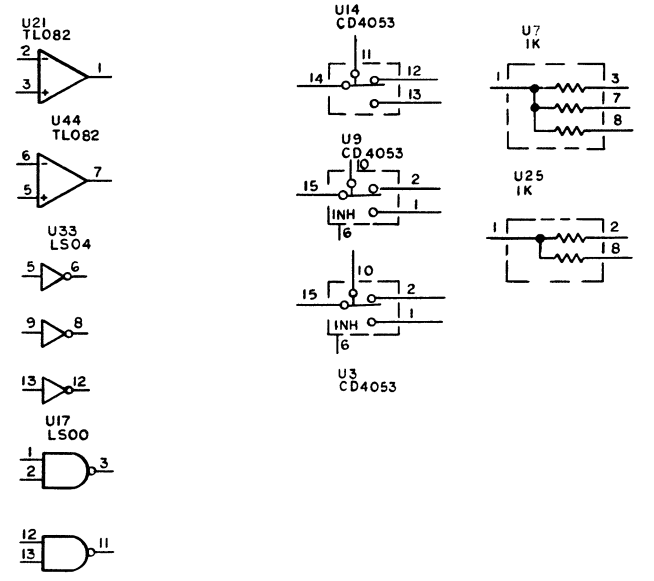 U21
TL082
2 - 1
3 +
U44
TL082
6 - 7
5 +
U33
LS04
5 6
9 8
13 12
U17
LS00
1
2 3
12
13 11
U14
CD4053
11
14 12
13
U9
CD4053
10
15 2
INH 1
6
10
15 2
INH 1
6
U3
CD4053
U7
1K
1 3
7
8
U25
1K
1 2
8